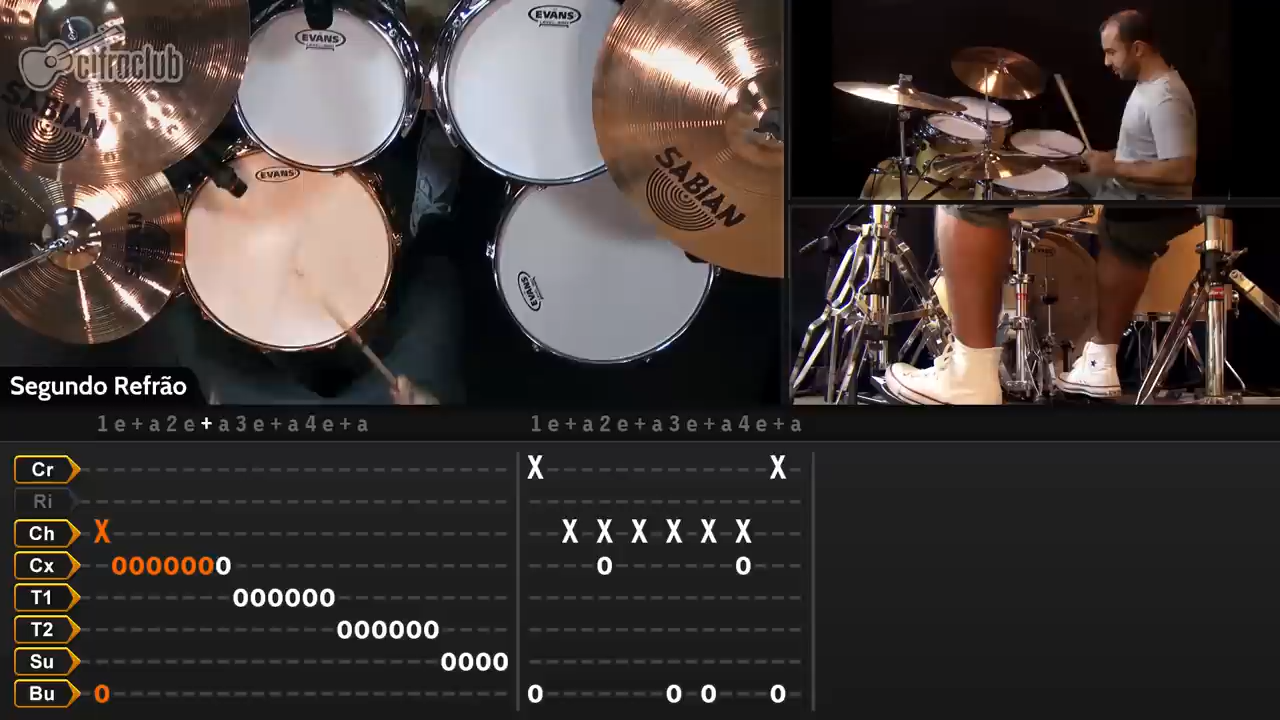 cifraclub
SABIAN
EVANS
EVANS
EVANS
SABIAN
EVANS
Segundo Refrão
1 e + a 2 e + a 3 e + a 4 e + a 1 e + a 2 e + a 3 e + a 4 e + a
Cr X X
Ri
Ch X X X X X X X
Cx 0000000 0 0
T1 000000
T2 000000
Su 0000
Bu 0 0 0 0 0